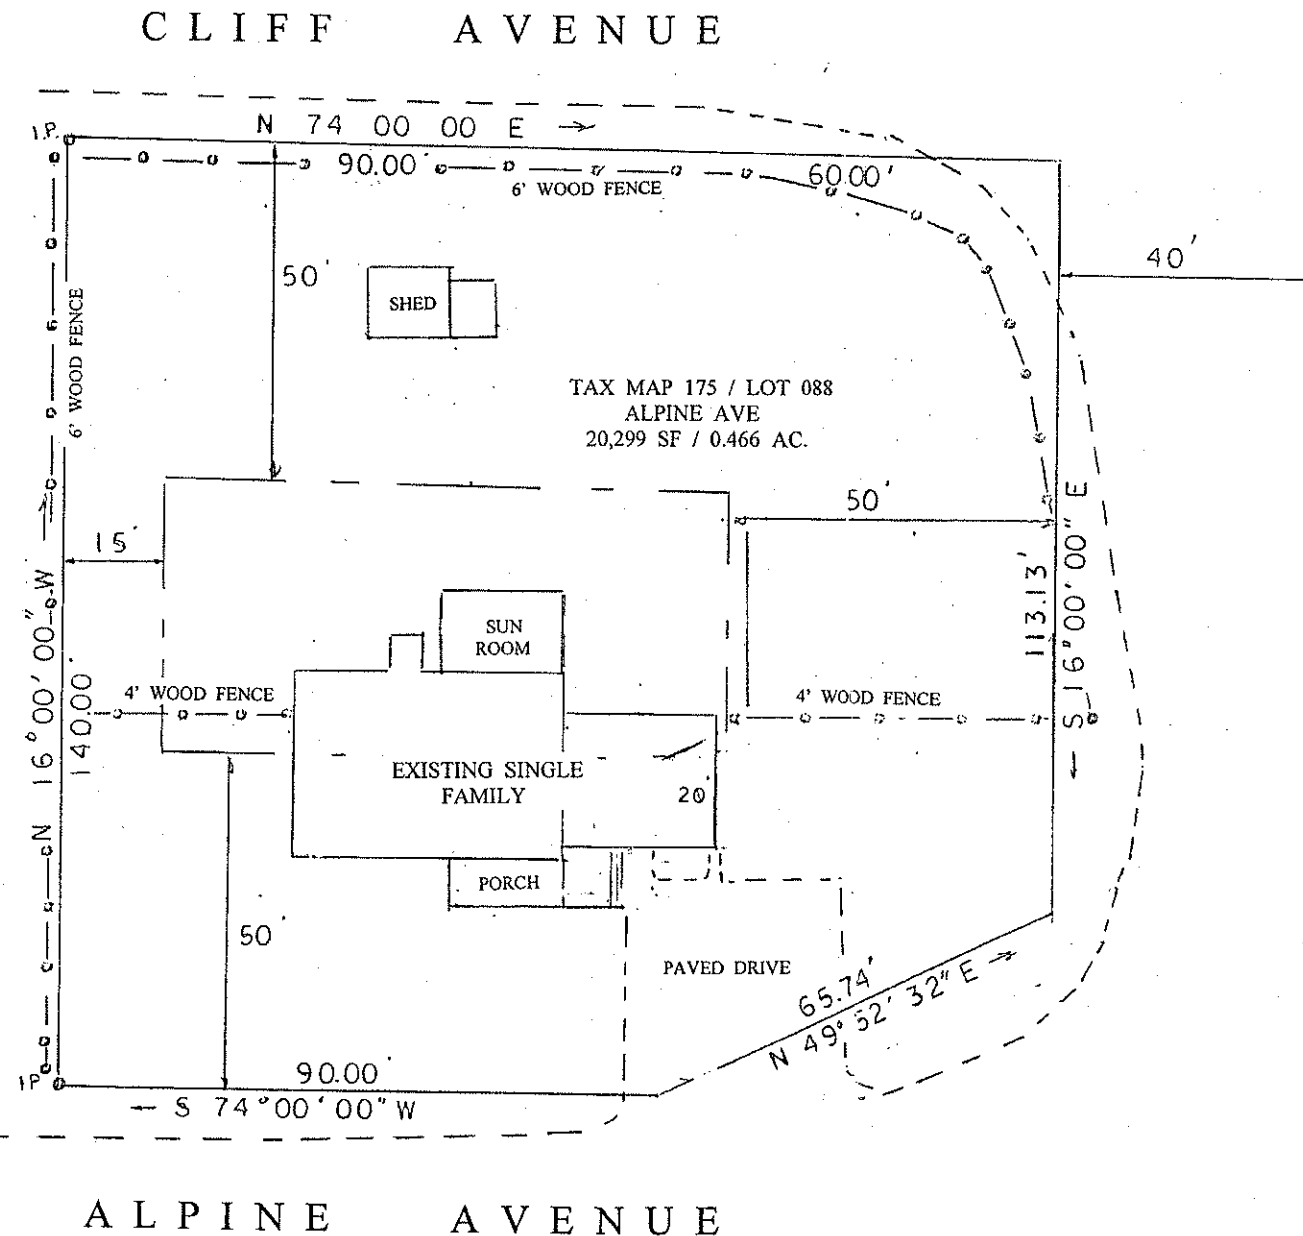 CLIFF AVENUE
I.P.
N 74 00 00 E
90.00'
60.00'
6' WOOD FENCE
50'
40'
SHED
6' WOOD FENCE
TAX MAP 175 / LOT 088
ALPINE AVE
20,299 SF / 0.466 AC.
50'
15'
N 16° 00' 00" W
140.00'
113.13'
S 16° 00' 00" E
SUN
ROOM
4' WOOD FENCE
4' WOOD FENCE
EXISTING SINGLE
FAMILY
20'
PORCH
50'
PAVED DRIVE
65.74'
N 49° 52' 32" E
I P
90.00'
S 74° 00' 00" W
ALPINE AVENUE